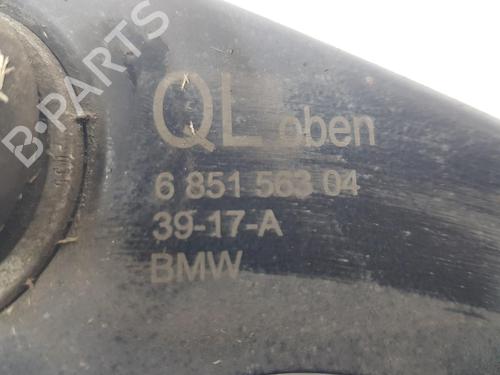 B-PARTS
QL oben
6 851 563 04
39-17-A
BMW